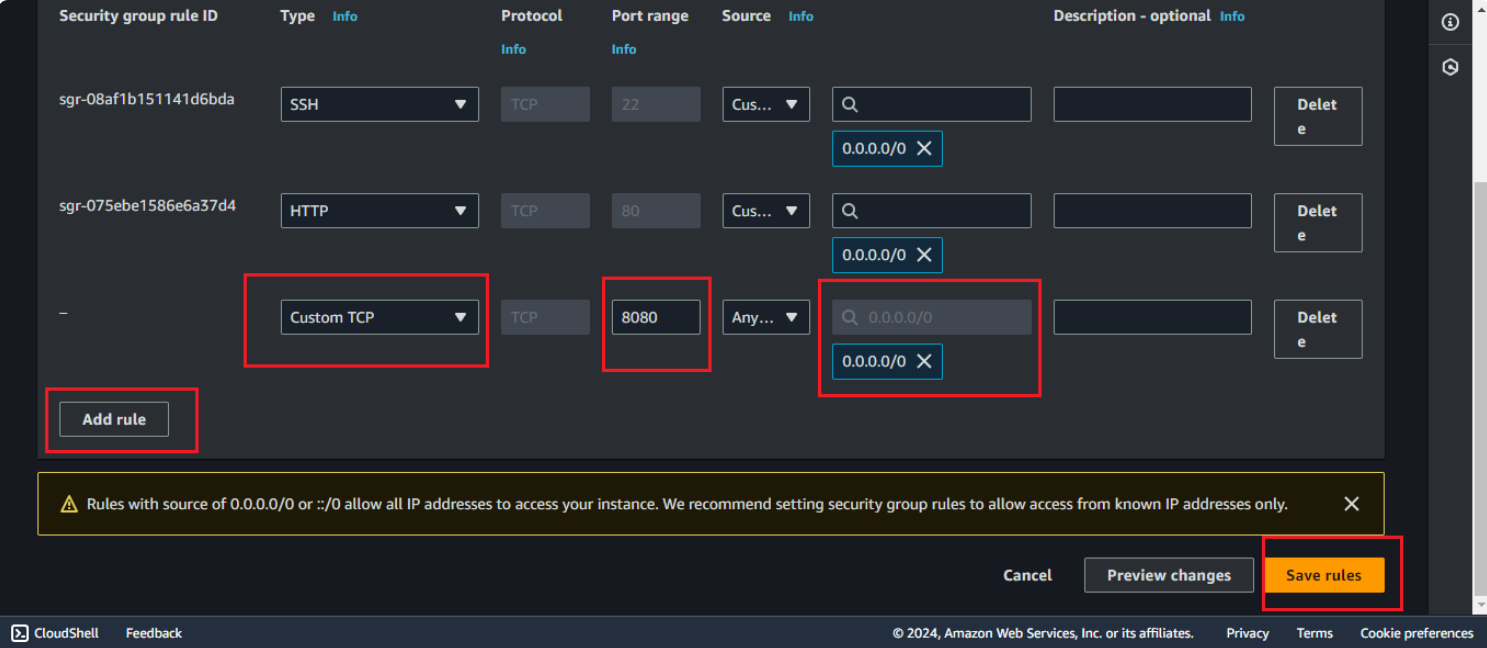 Security group rule ID Type Info Protocol Port range Source Info Description - optional Info
Info Info
sgr-08af1b151141d6bda SSH TCP 22 Cus... Delet
e
0.0.0.0/0
sgr-075ebe1586e6a37d4 HTTP TCP 80 Cus... Delet
e
0.0.0.0/0
– Custom TCP TCP 8080 Any... 0.0.0.0/0 Delet
e
0.0.0.0/0
Add rule
Rules with source of 0.0.0.0/0 or ::/0 allow all IP addresses to access your instance. We recommend setting security group rules to allow access from known IP addresses only.
Cancel Preview changes Save rules
CloudShell Feedback © 2024, Amazon Web Services, Inc. or its affiliates. Privacy Terms Cookie preferences